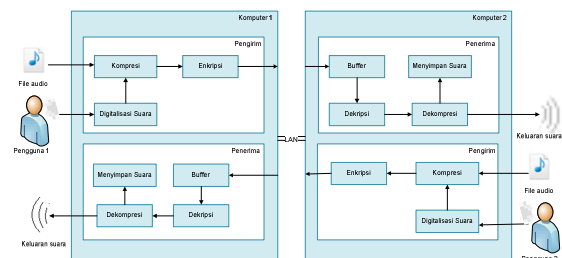 Komputer 1
Komputer 2
Pengirim
Penerima
Kompresi
Enkripsi
Buffer
Menyimpan Suara
File audio
Digitalisasi Suara
Dekripsi
Dekompresi
Keluaran suara
Pengguna 1
LAN
Penerima
Pengirim
Menyimpan Suara
Buffer
Enkripsi
Kompresi
File audio
Dekompresi
Dekripsi
Digitalisasi Suara
Keluaran suara